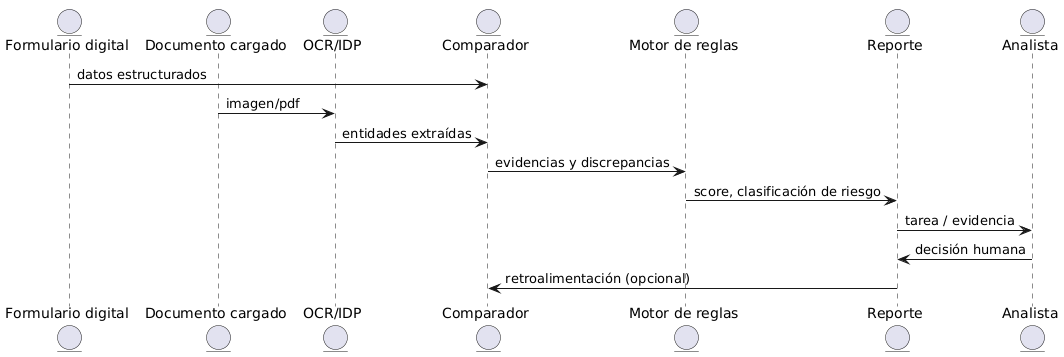 Formulario digital
Documento cargado
OCR/IDP
Comparador
Motor de reglas
Reporte
Analista
datos estructurados
imagen/pdf
entidades extraídas
evidencias y discrepancias
score, clasificación de riesgo
tarea / evidencia
decisión humana
retroalimentación (opcional)
Formulario digital
Documento cargado
OCR/IDP
Comparador
Motor de reglas
Reporte
Analista